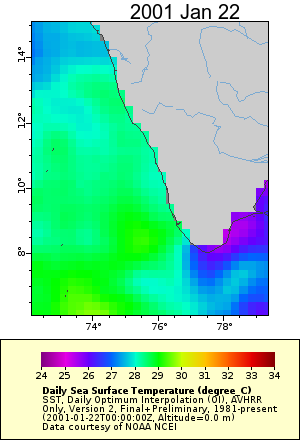 2001 Jan 22
14°
12°
10°
8°
74° 76° 78°
24 25 26 27 28 29 30 31 32 33 34
Daily Sea Surface Temperature (degree_C)
SST, Daily Optimum Interpolation (OI), AVHRR
Only, Version 2, Final+Preliminary, 1981-present
(2001-01-22T00:00:00Z, Altitude=0.0 m)
Data courtesy of NOAA NCEI